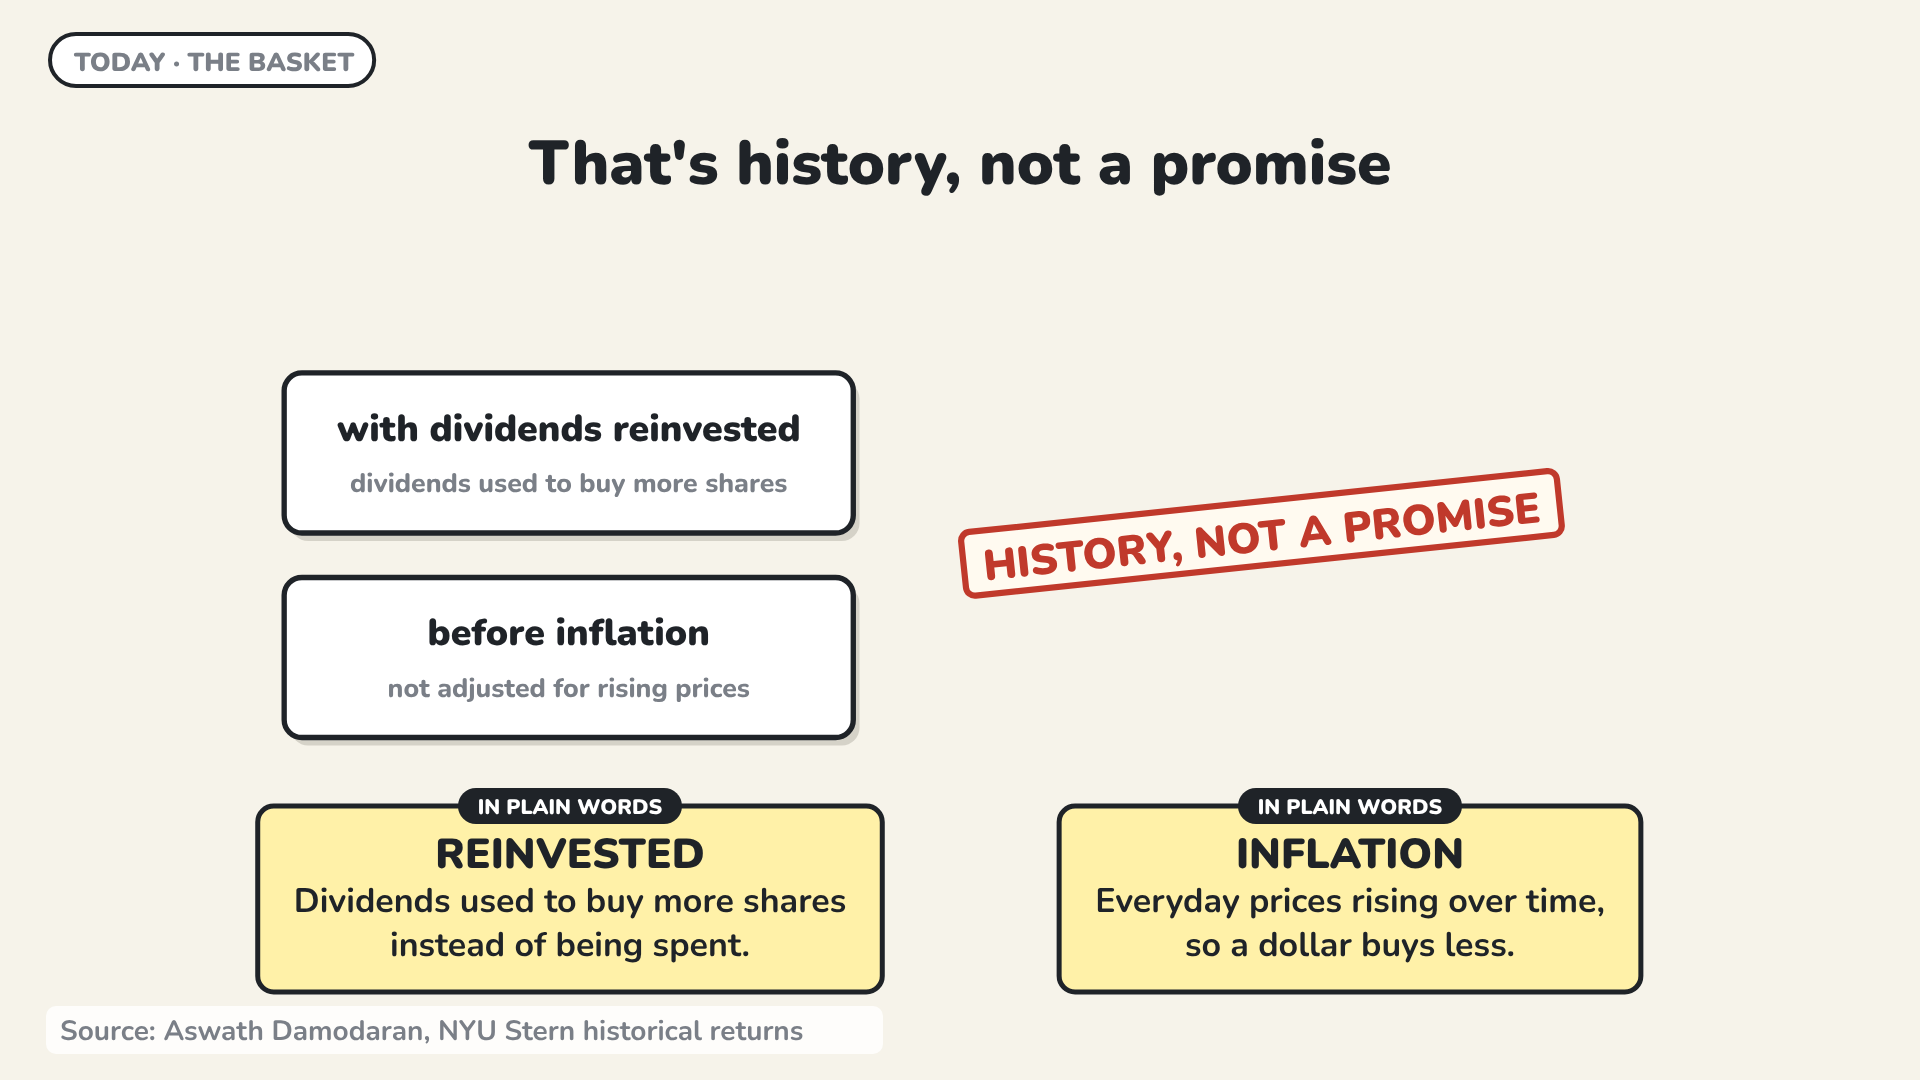 TODAY · THE BASKET
That's history, not a promise
with dividends reinvested
dividends used to buy more shares
HISTORY, NOT A PROMISE
before inflation
not adjusted for rising prices
IN PLAIN WORDS
REINVESTED
Dividends used to buy more shares
instead of being spent.
IN PLAIN WORDS
INFLATION
Everyday prices rising over time,
so a dollar buys less.
Source: Aswath Damodaran, NYU Stern historical returns